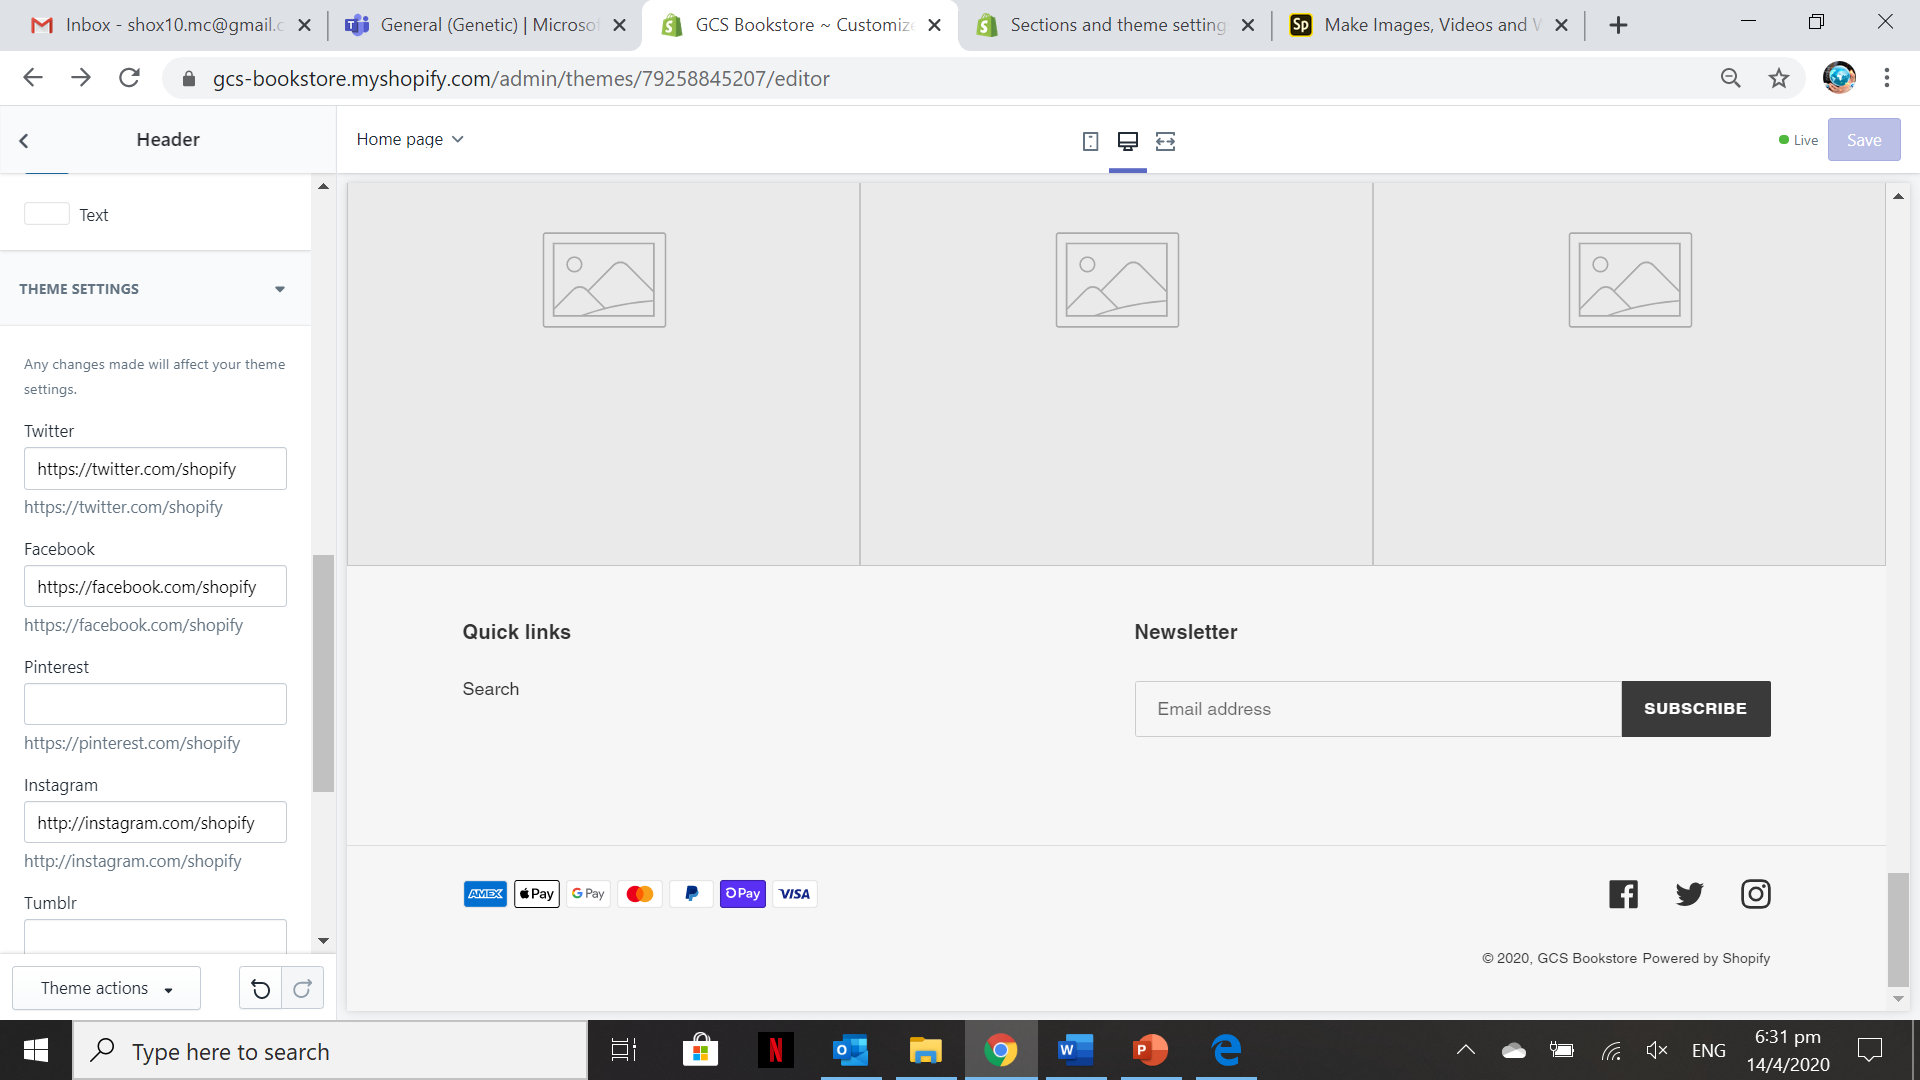 Inbox - shox10.mc@gmail.c
General (Genetic) | Microsof
GCS Bookstore ~ Customize
Sections and theme setting
Sp
Make Images, Videos and W
gcs-bookstore.myshopify.com/admin/themes/79258845207/editor
Header
Home page
Live
Save
Text
THEME SETTINGS
Any changes made will affect your theme
settings.
Twitter
https://twitter.com/shopify
https://twitter.com/shopify
Facebook
https://facebook.com/shopify
https://facebook.com/shopify
Pinterest
https://pinterest.com/shopify
Instagram
http://instagram.com/shopify
http://instagram.com/shopify
Tumblr
Theme actions
Quick links
Search
Newsletter
Email address
SUBSCRIBE
AMEX Pay G Pay Pay VISA
© 2020, GCS Bookstore Powered by Shopify
Type here to search
ENG
6:31 pm
14/4/2020